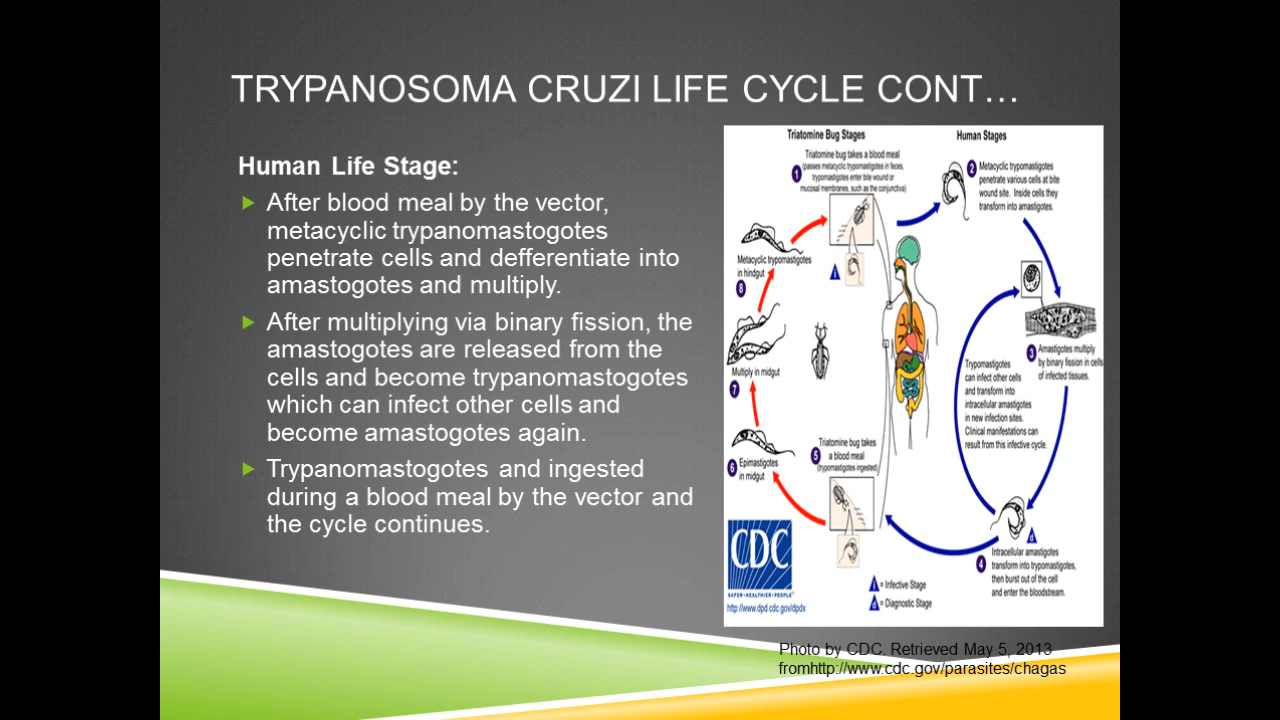 TRYPANOSOMA CRUZI LIFE CYCLE CONT…
Human Life Stage:
After blood meal by the vector,
metacyclic trypanomastogotes
penetrate cells and defferentiate into
amastogotes and multiply.
After multiplying via binary fission, the
amastogotes are released from the
cells and become trypanomastogotes
which can infect other cells and
become amastogotes again.
Trypanomastogotes and ingested
during a blood meal by the vector and
the cycle continues.
Triatomine Bug Stages
Human Stages
1
Triatomine bug takes a blood meal
(passes metacyclic trypomastigotes in feces,
trypomastigotes enter bite wound or
mucosal membranes, such as the conjunctiva)
2
Metacyclic trypomastigotes
penetrate various cells at bite
wound site. Inside cells they
transform into amastigotes.
Metacyclic trypomastigotes
in hindgut
8
i
3
Amastigotes multiply
by binary fission in cells
of infected tissues.
Trypomastigotes
can infect other cells
and transform into
intracellular amastigotes
in new infection sites.
Clinical manifestations can
result from this infective cycle.
Multiply in midgut
7
Triatomine bug takes
a blood meal
(trypomastigotes ingested)
5
6
Epimastigotes
in midgut
d
4
Intracellular amastigotes
transform into trypomastigotes,
then burst out of the cell
and enter the bloodstream.
CDC
SAFER·HEALTHIER·PEOPLE™
http://www.dpd.cdc.gov/dpdx
i = Infective Stage
d = Diagnostic Stage
Photo by CDC. Retrieved May 5, 2013
fromhttp://www.cdc.gov/parasites/chagas